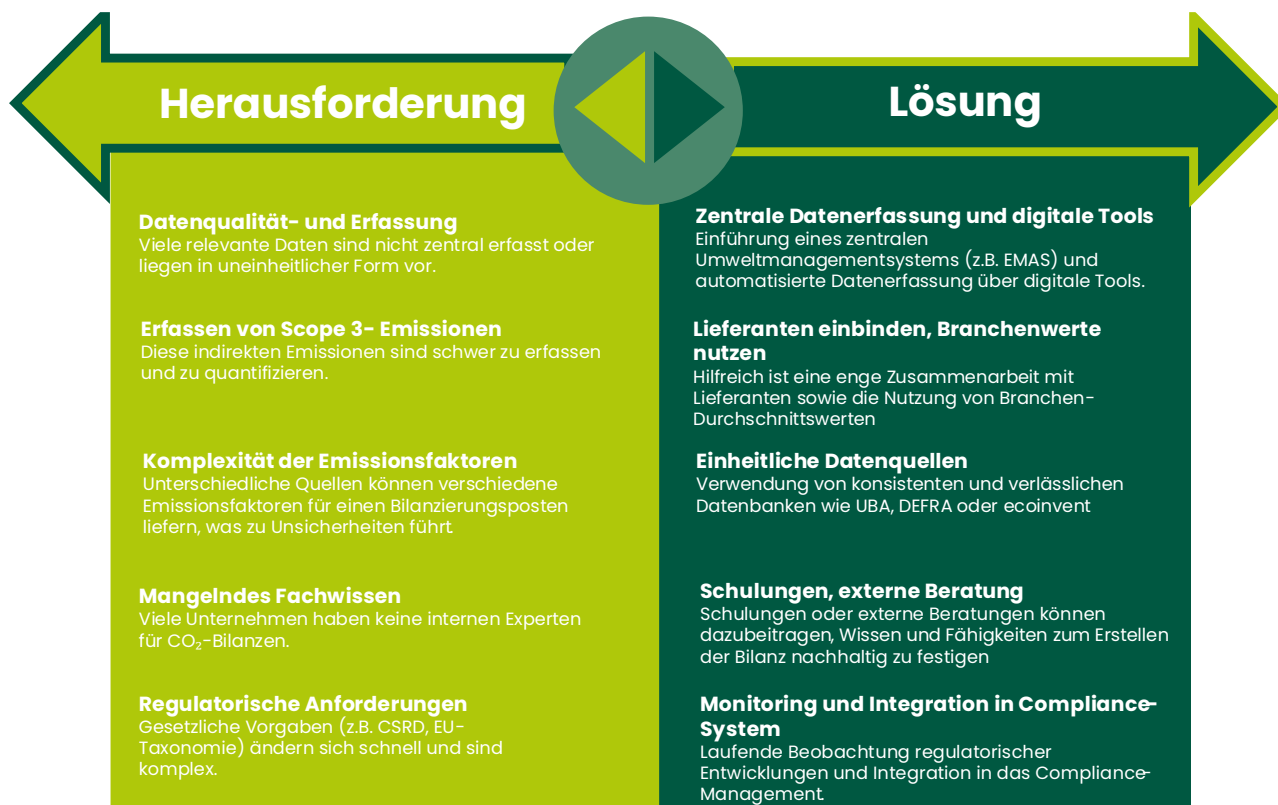 Herausforderung
Lösung
Datenqualität- und Erfassung
Viele relevante Daten sind nicht zentral erfasst oder
liegen in uneinheitlicher Form vor.
Zentrale Datenerfassung und digitale Tools
Einführung eines zentralen
Umweltmanagementsystems (z.B. EMAS) und
automatisierte Datenerfassung über digitale Tools.
Erfassen von Scope 3- Emissionen
Diese indirekten Emissionen sind schwer zu erfassen
und zu quantifizieren.
Lieferanten einbinden, Branchenwerte
nutzen
Hilfreich ist eine enge Zusammenarbeit mit
Lieferanten sowie die Nutzung von Branchen-
Durchschnittswerten
Komplexität der Emissionsfaktoren
Unterschiedliche Quellen können verschiedene
Emissionsfaktoren für einen Bilanzierungsposten
liefern, was zu Unsicherheiten führt.
Einheitliche Datenquellen
Verwendung von konsistenten und verlässlichen
Datenbanken wie UBA, DEFRA oder ecoinvent
Mangelndes Fachwissen
Viele Unternehmen haben keine internen Experten
für CO₂-Bilanzen.
Schulungen, externe Beratung
Schulungen oder externe Beratungen können
dazubeitragen, Wissen und Fähigkeiten zum Erstellen
der Bilanz nachhaltig zu festigen
Regulatorische Anforderungen
Gesetzliche Vorgaben (z.B. CSRD, EU-
Taxonomie) ändern sich schnell und sind
komplex.
Monitoring und Integration in Compliance-
System
Laufende Beobachtung regulatorischer
Entwicklungen und Integration in das Compliance-
Management.